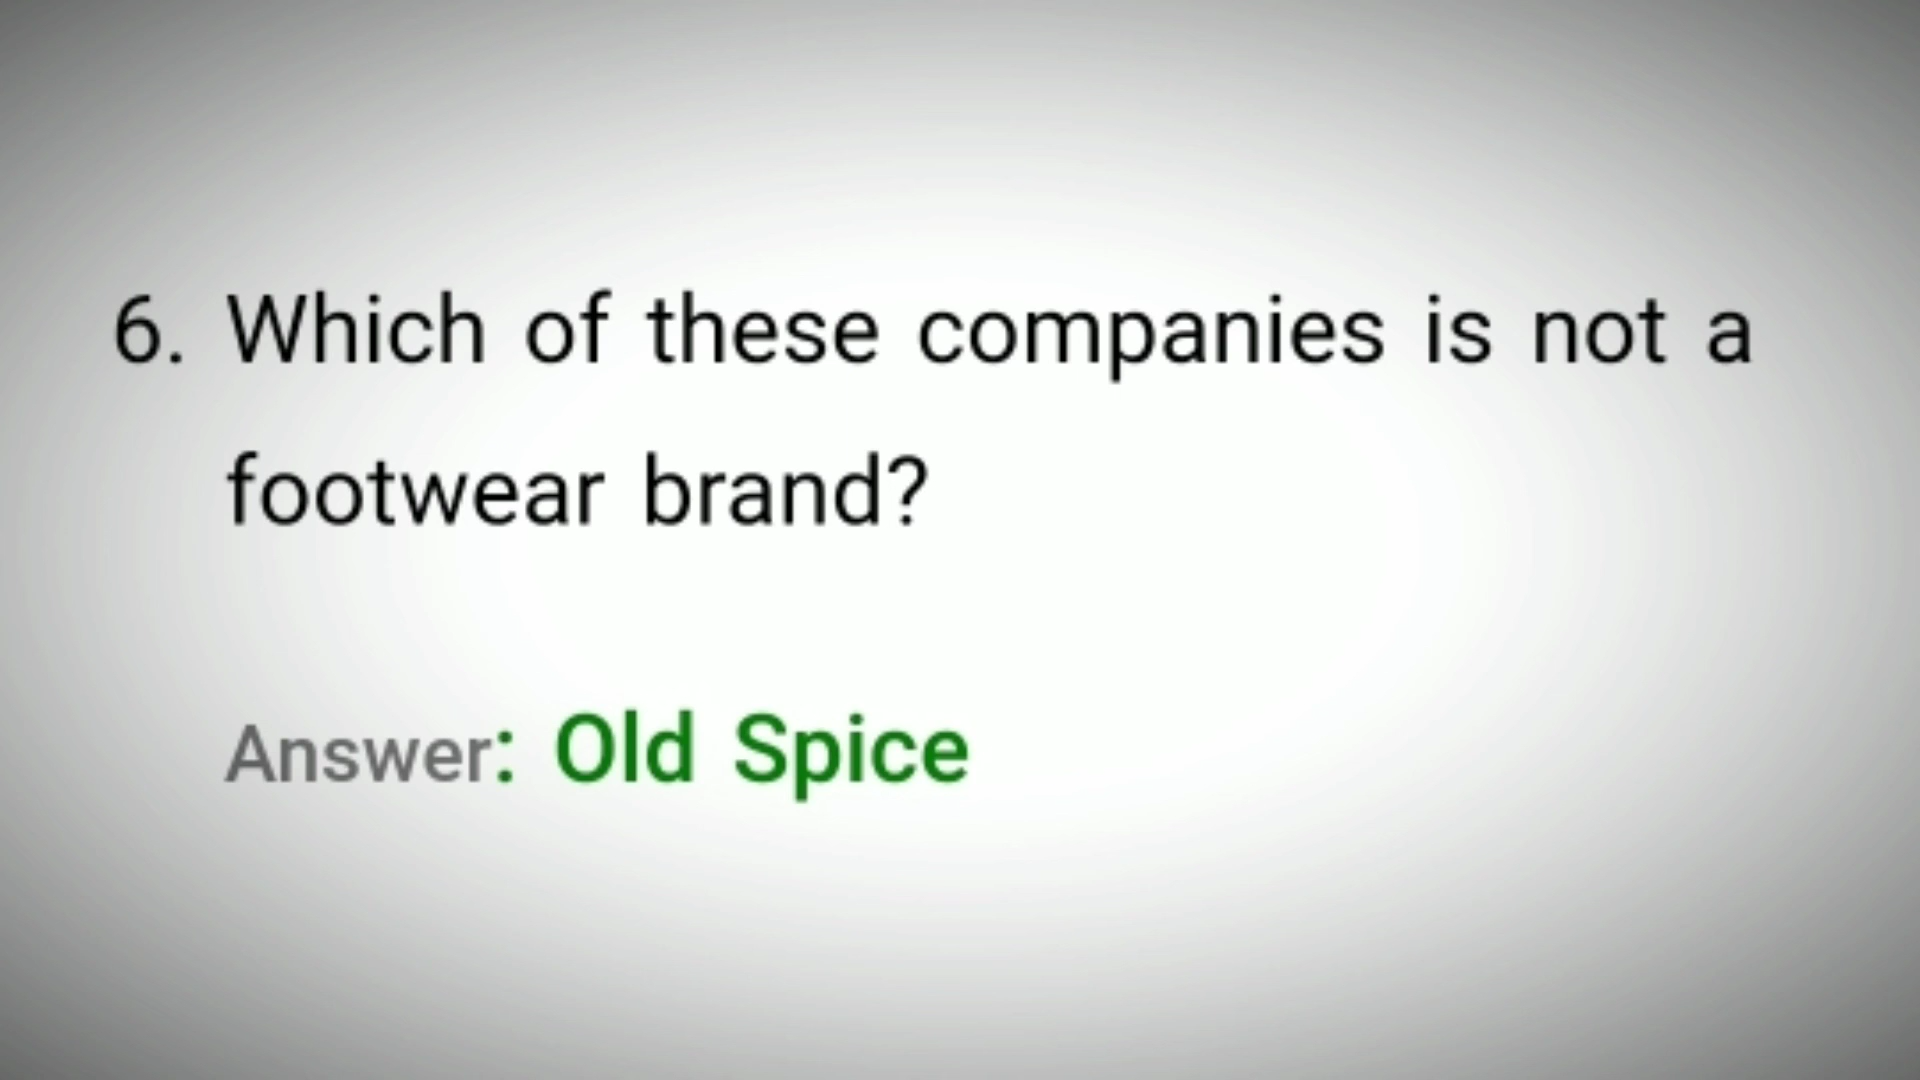 6. Which of these companies is not a
footwear brand?
Answer: Old Spice